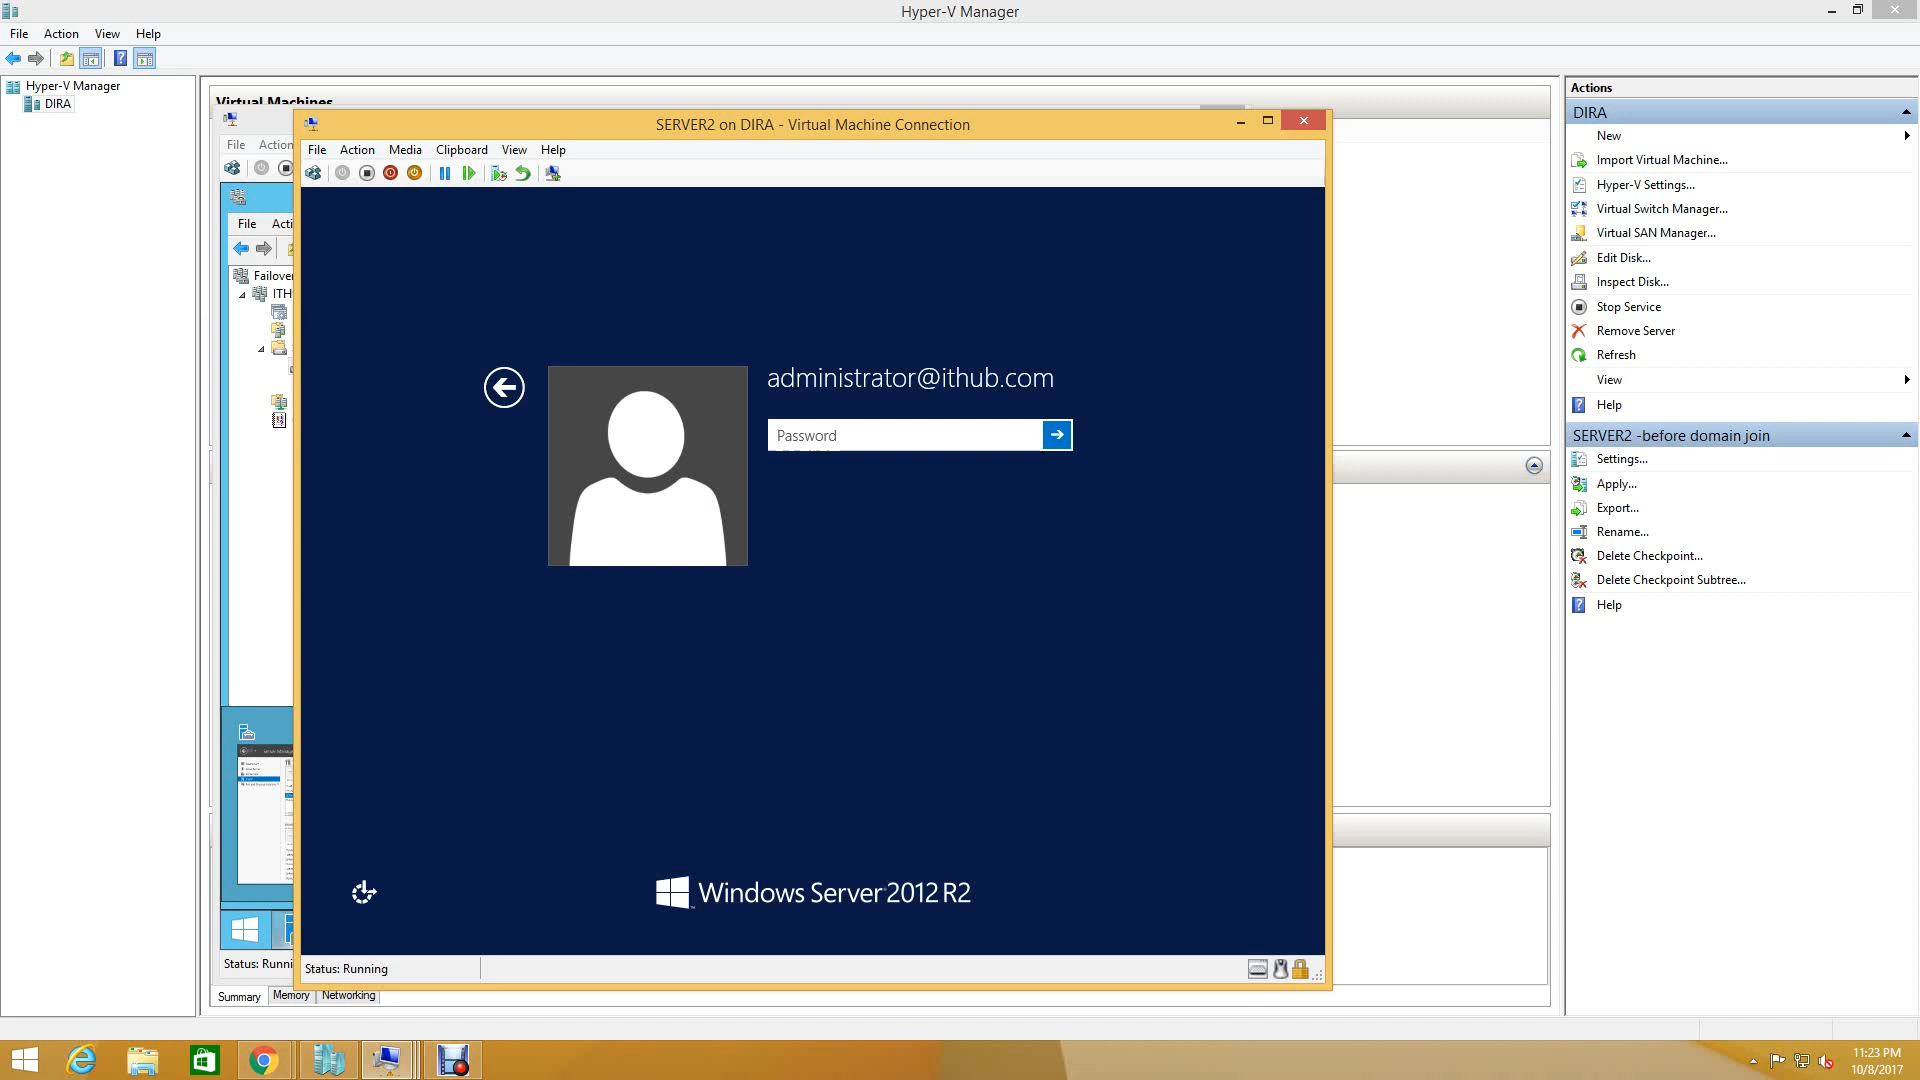 Hyper-V Manager
File Action View Help
Hyper-V Manager
DIRA
Virtual Machines
File Action
File Acti
Failover
ITH
Status: Runni
SERVER2 on DIRA - Virtual Machine Connection
File Action Media Clipboard View Help
administrator@ithub.com
Password
Windows Server 2012 R2
Status: Running
Summary Memory Networking
Actions
DIRA
New
Import Virtual Machine...
Hyper-V Settings...
Virtual Switch Manager...
Virtual SAN Manager...
Edit Disk...
Inspect Disk...
Stop Service
Remove Server
Refresh
View
Help
SERVER2 -before domain join
Settings...
Apply...
Export...
Rename...
Delete Checkpoint...
Delete Checkpoint Subtree...
Help
11:23 PM
10/8/2017